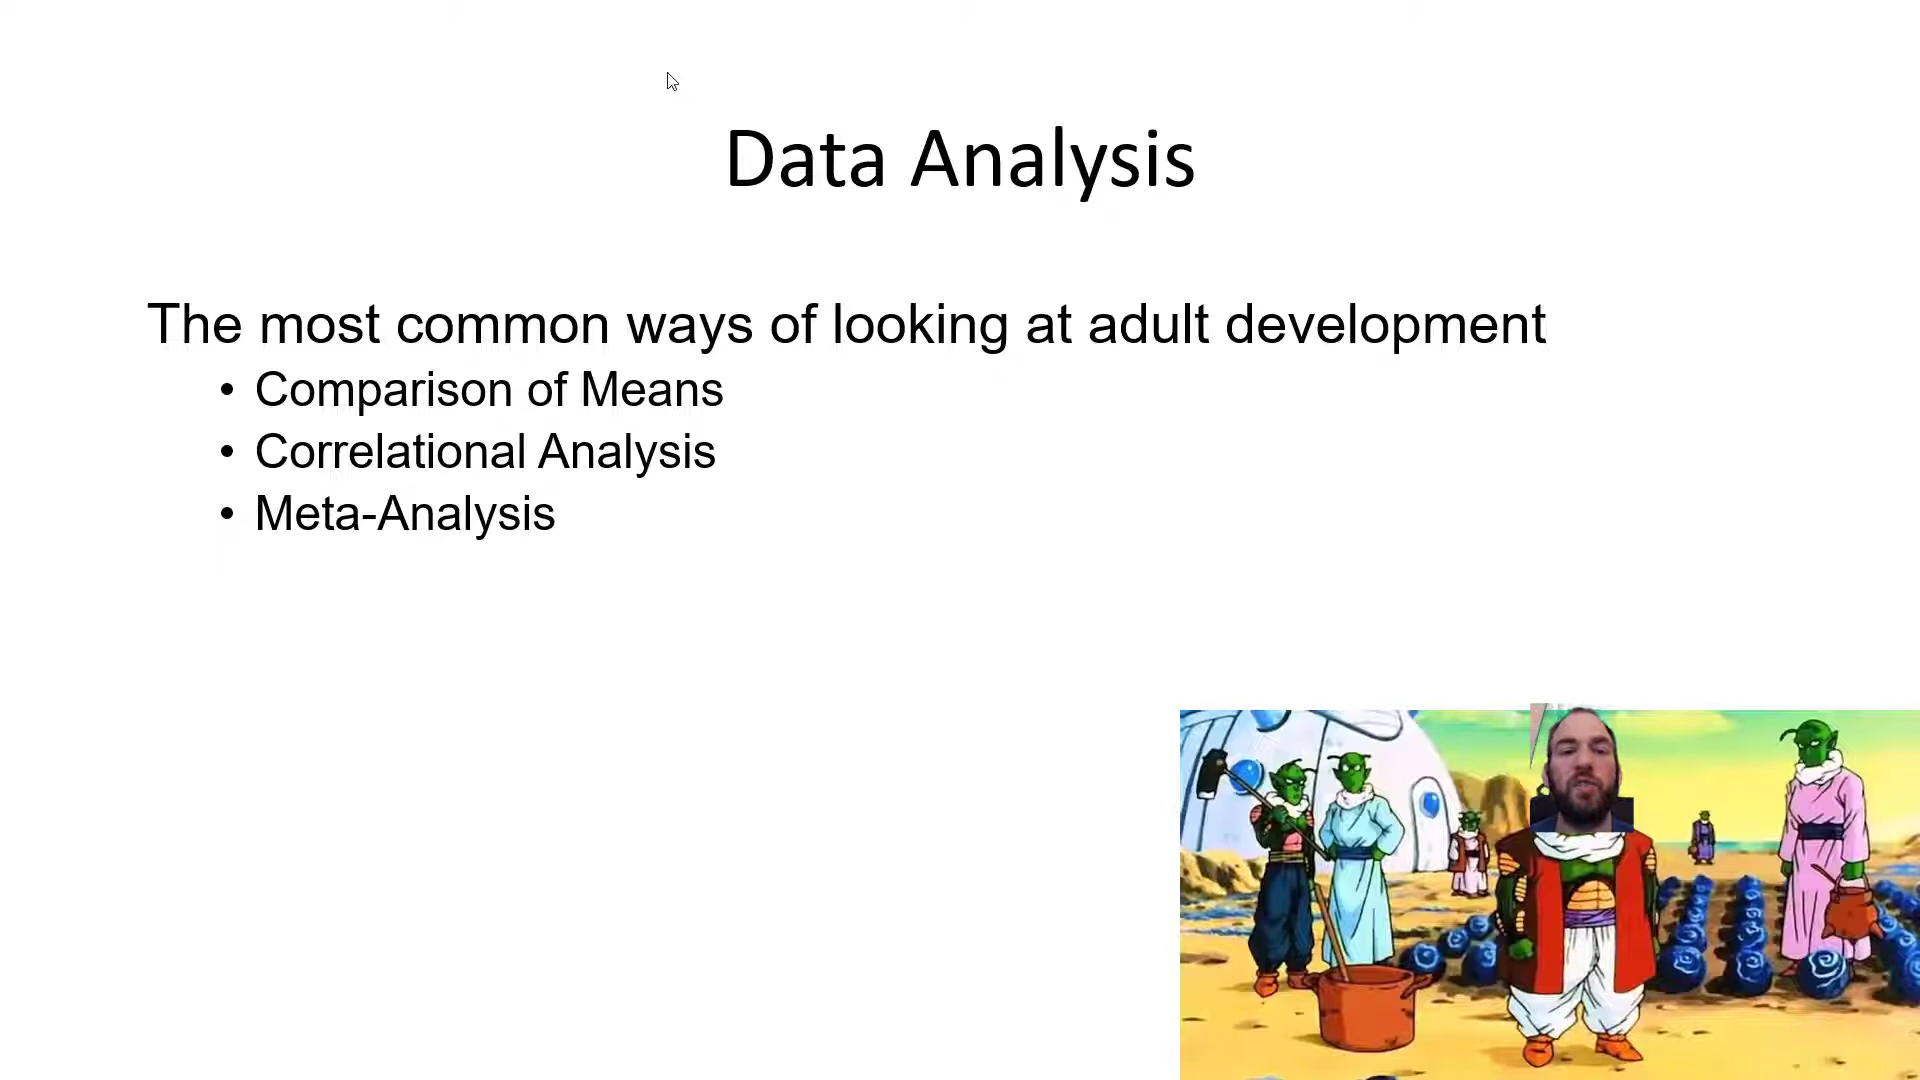 Data Analysis
The most common ways of looking at adult development
• Comparison of Means
• Correlational Analysis
• Meta-Analysis